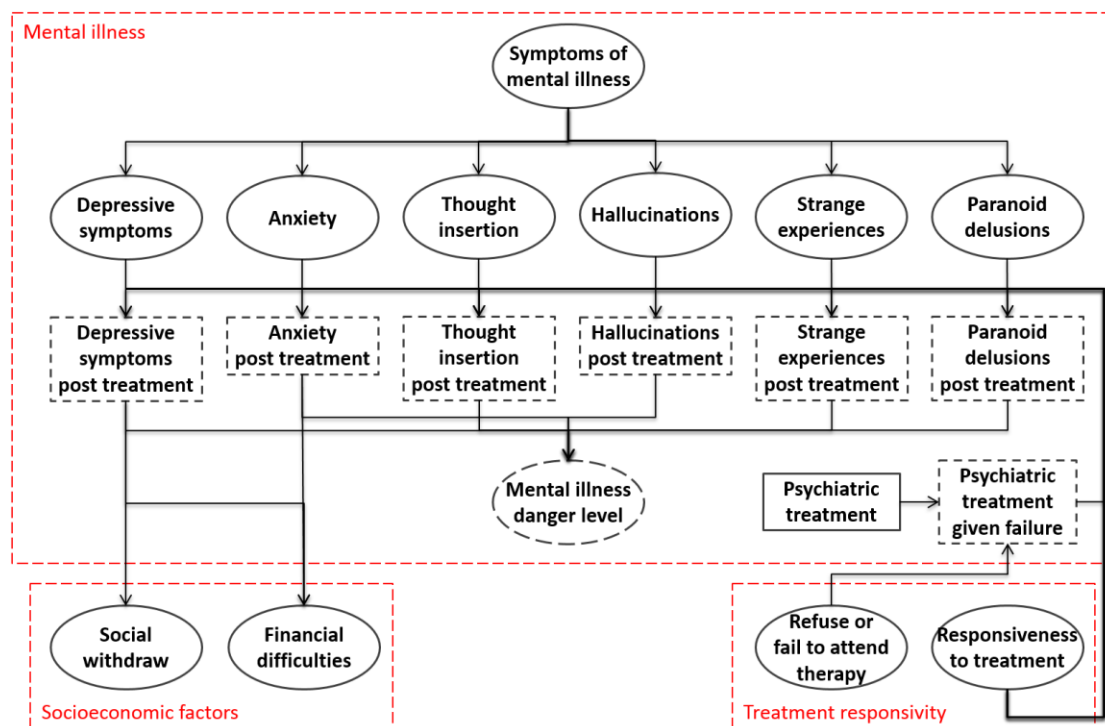 Mental illness
Symptoms of
mental illness
Depressive
symptoms
Anxiety
Thought
insertion
Hallucinations
Strange
experiences
Paranoid
delusions
Depressive
symptoms
post treatment
Anxiety
post treatment
Thought
insertion
post treatment
Hallucinations
post treatment
Strange
experiences
post treatment
Paranoid
delusions
post treatment
Mental illness
danger level
Psychiatric
treatment
Psychiatric
treatment
given failure
Social
withdraw
Financial
difficulties
Refuse or
fail to attend
therapy
Responsiveness
to treatment
Socioeconomic factors
Treatment responsivity